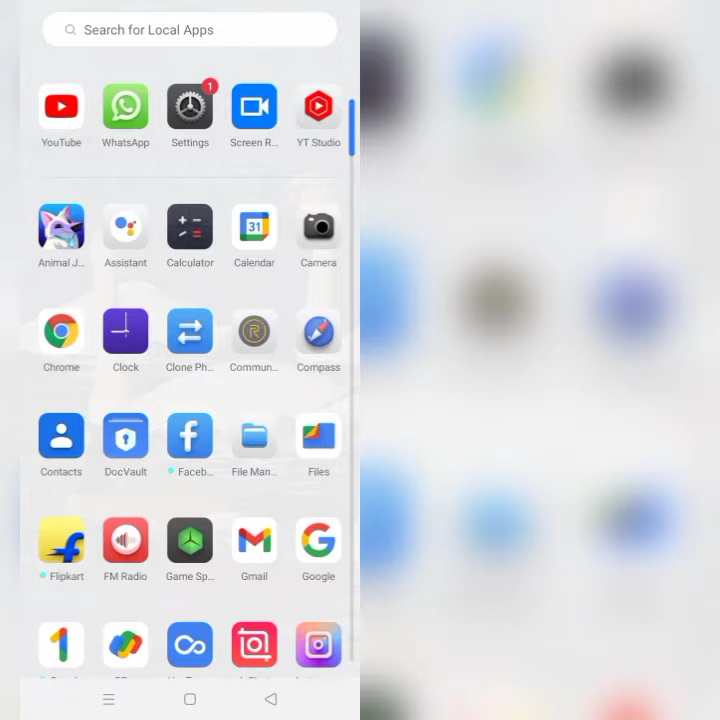 Search for Local Apps
1
YouTube WhatsApp Settings Screen R... YT Studio
31
Animal J... Assistant Calculator Calendar Camera
Chrome Clock Clone Ph... Commun... Compass
Contacts DocVault Faceb... File Man... Files
Flipkart FM Radio Game Sp... Gmail Google